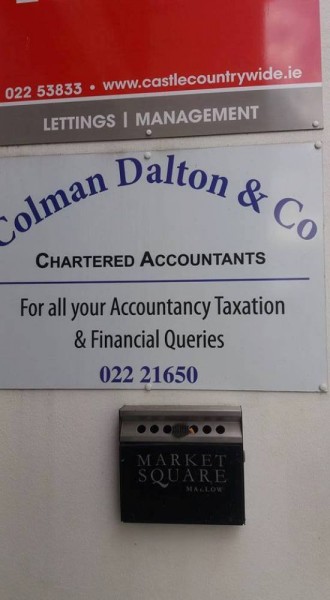 022 53833 • www.castlecountrywide.ie
LETTINGS | MANAGEMENT
Colman Dalton & Co
CHARTERED ACCOUNTANTS
For all your Accountancy Taxation
& Financial Queries
022 21650
MARKET
SQUARE
MALLOW